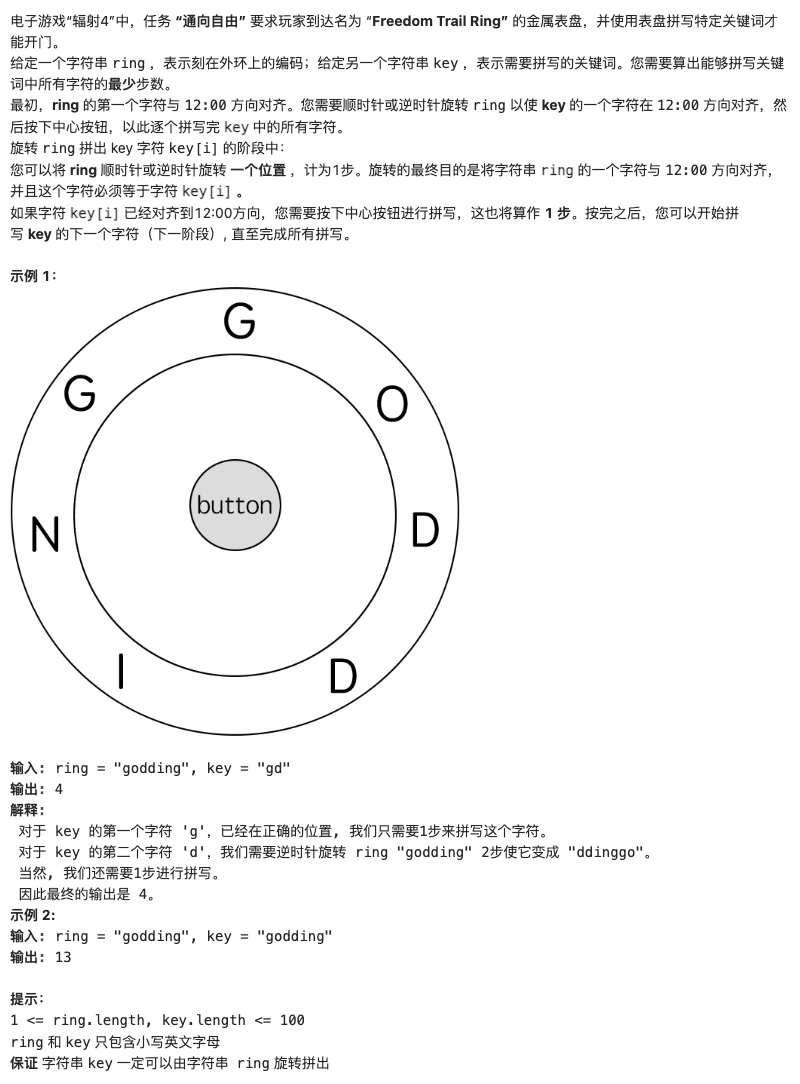 电子游戏“辐射4”中，任务 “通向自由” 要求玩家到达名为 “Freedom Trail Ring” 的金属表盘，并使用表盘拼写特定关键词才
能开门。
给定一个字符串 ring ，表示刻在外环上的编码；给定另一个字符串 key ，表示需要拼写的关键词。您需要算出能够拼写关键
词中所有字符的最少步数。
最初，ring 的第一个字符与 12:00 方向对齐。您需要顺时针或逆时针旋转 ring 以使 key 的一个字符在 12:00 方向对齐，然
后按下中心按钮，以此逐个拼写完 key 中的所有字符。
旋转 ring 拼出 key 字符 key[i] 的阶段中：
您可以将 ring 顺时针或逆时针旋转 一个位置 ，计为1步。旋转的最终目的是将字符串 ring 的一个字符与 12:00 方向对齐，
并且这个字符必须等于字符 key[i] 。
如果字符 key[i] 已经对齐到12:00方向，您需要按下中心按钮进行拼写，这也将算作 1 步。按完之后，您可以开始拼
写 key 的下一个字符（下一阶段）, 直至完成所有拼写。
示例 1：
G
G
O
button
N
D
I
D
输入: ring = "godding", key = "gd"
输出: 4
解释:
对于 key 的第一个字符 'g'，已经在正确的位置, 我们只需要1步来拼写这个字符。
对于 key 的第二个字符 'd'，我们需要逆时针旋转 ring "godding" 2步使它变成 "ddinggo"。
当然, 我们还需要1步进行拼写。
因此最终的输出是 4。
示例 2:
输入: ring = "godding", key = "godding"
输出: 13
提示：
1 <= ring.length, key.length <= 100
ring 和 key 只包含小写英文字母
保证 字符串 key 一定可以由字符串 ring 旋转拼出